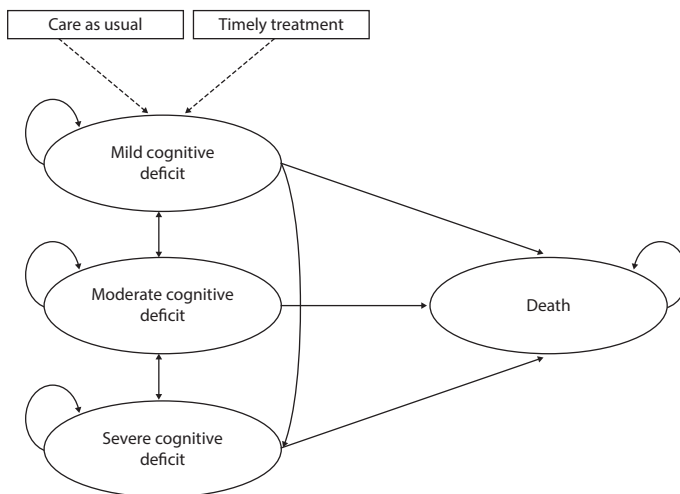 Care as usual
Timely treatment
Mild cognitive
deficit
Moderate cognitive
deficit
Death
Severe cognitive
deficit